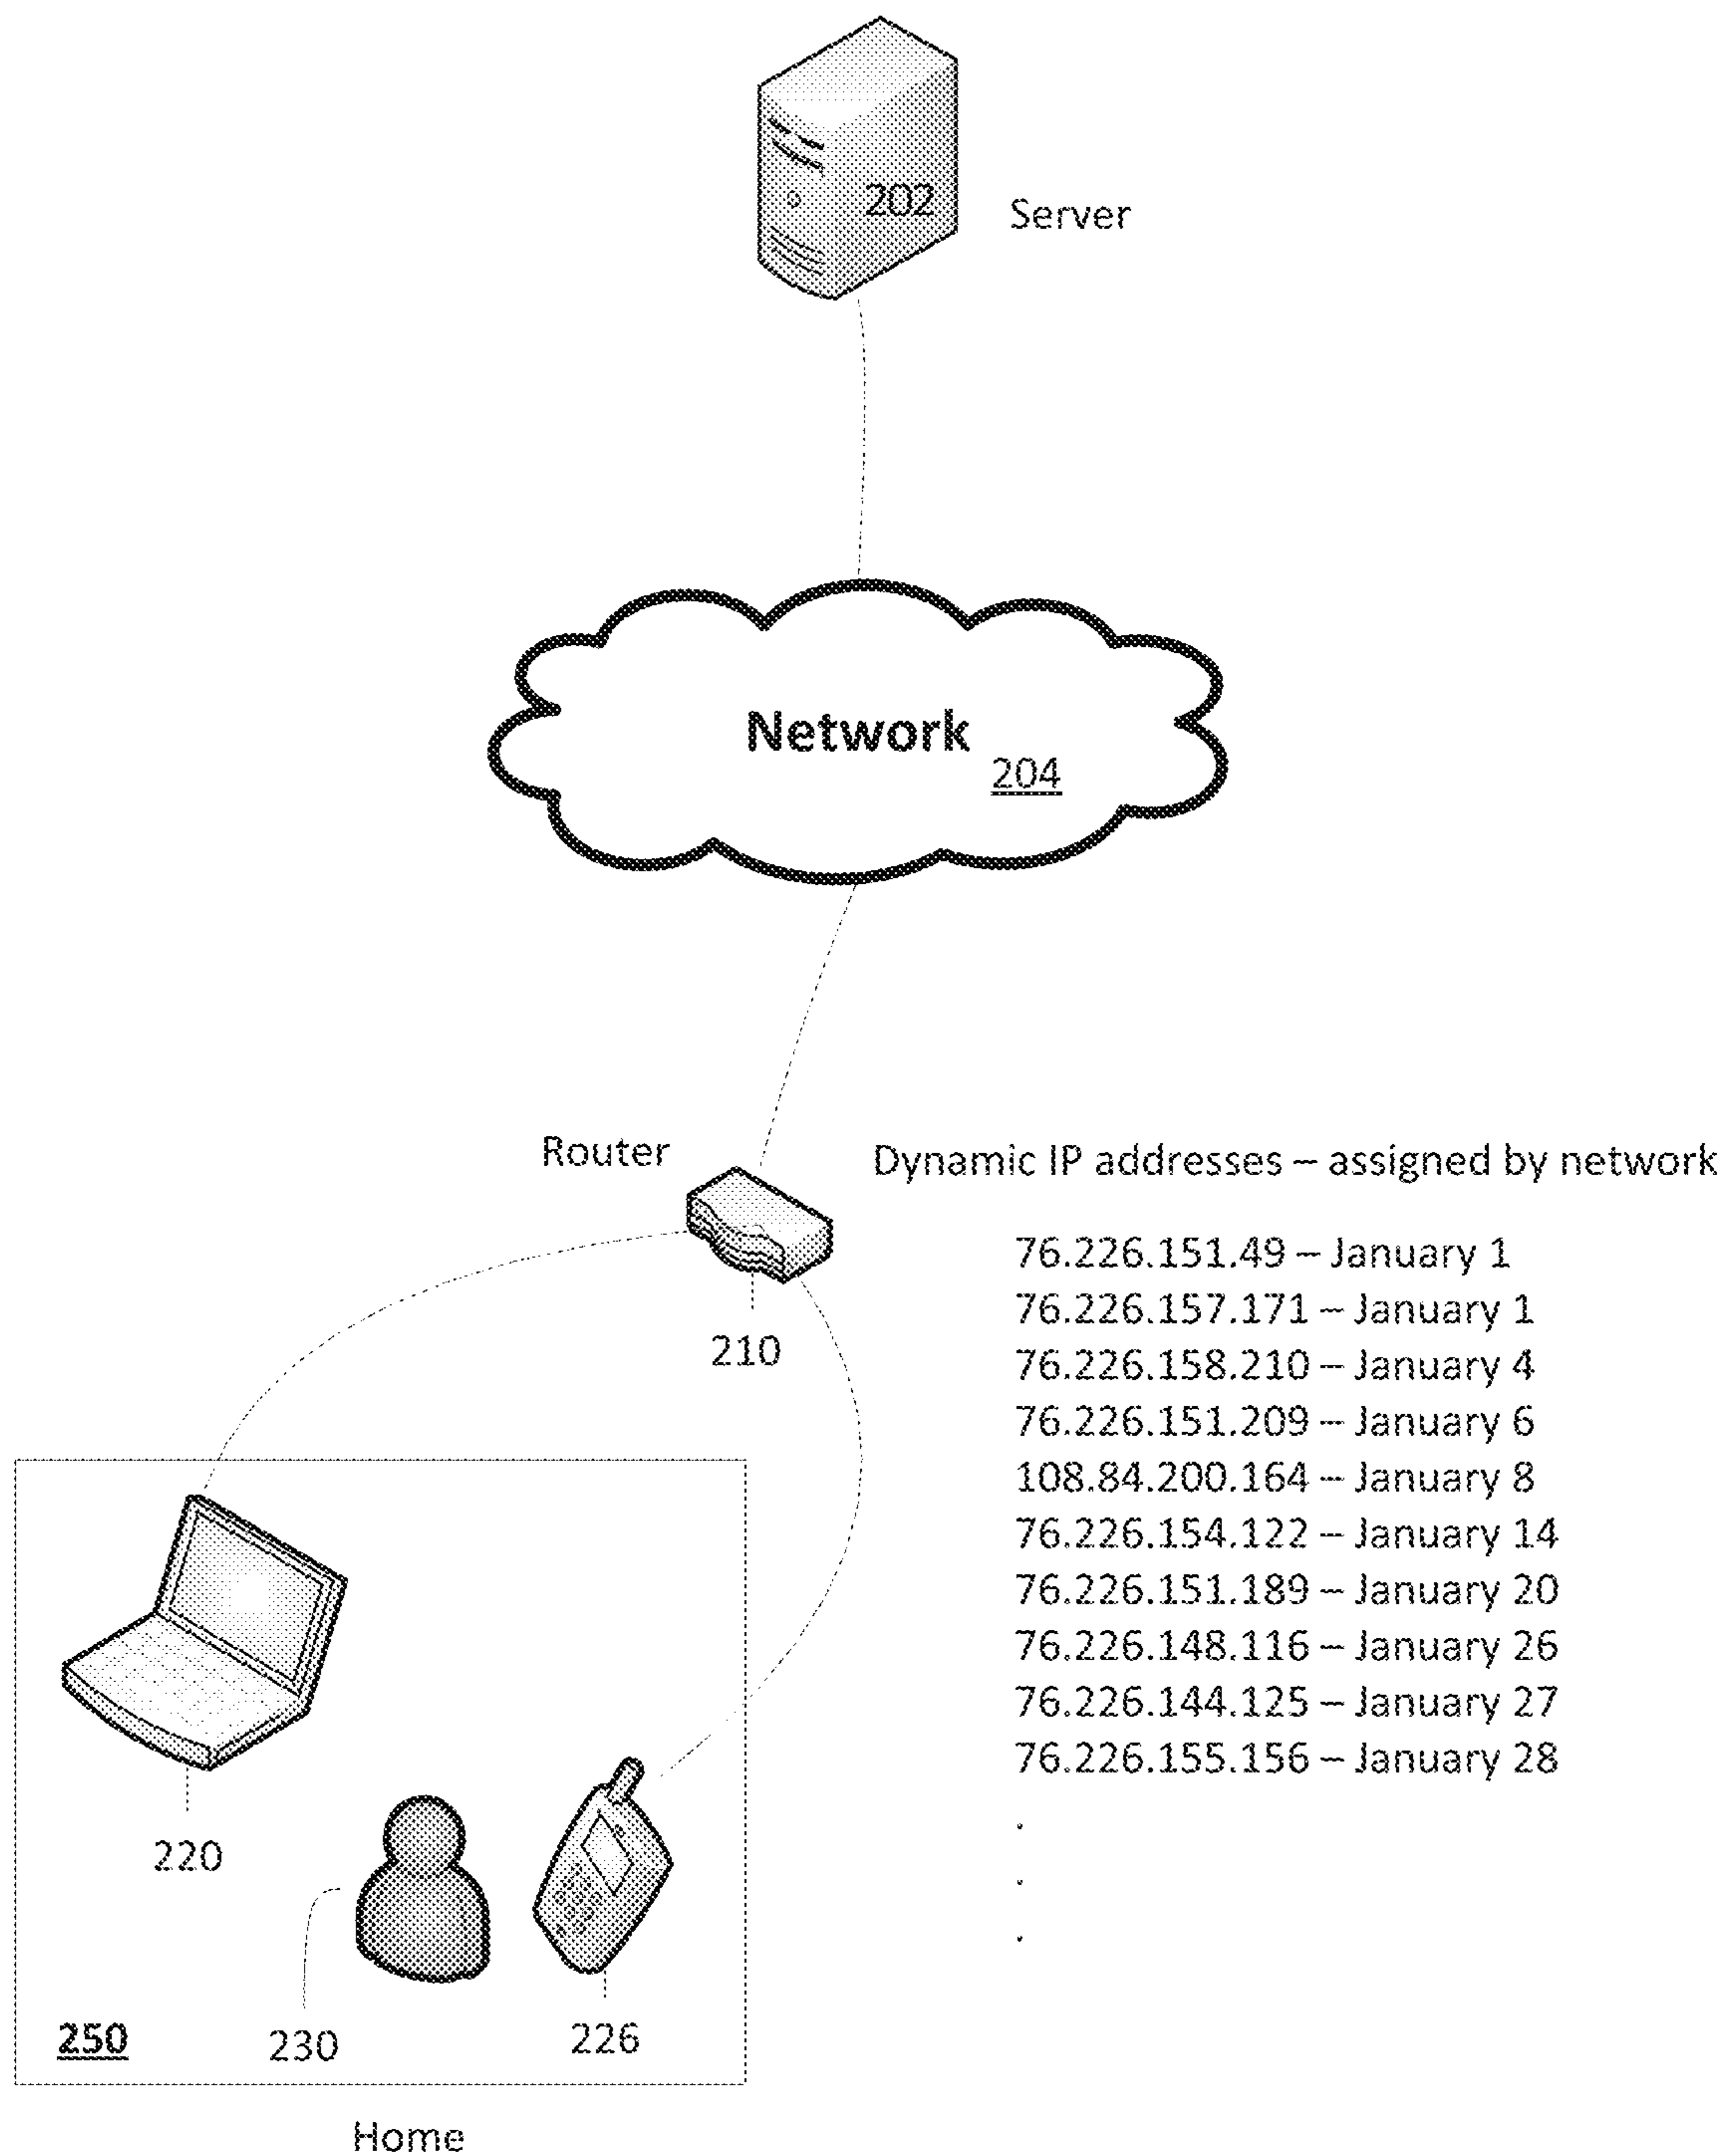 202
Server
Network
204
Router
Dynamic IP addresses – assigned by network
76.226.151.49 – January 1
76.226.157.171 – January 1
76.226.158.210 – January 4
76.226.151.209 – January 6
108.84.200.164 – January 8
76.226.154.122 – January 14
76.226.151.189 – January 20
76.226.148.116 – January 26
76.226.144.125 – January 27
76.226.155.156 – January 28
.
.
.
210
220
250
230
226
Home